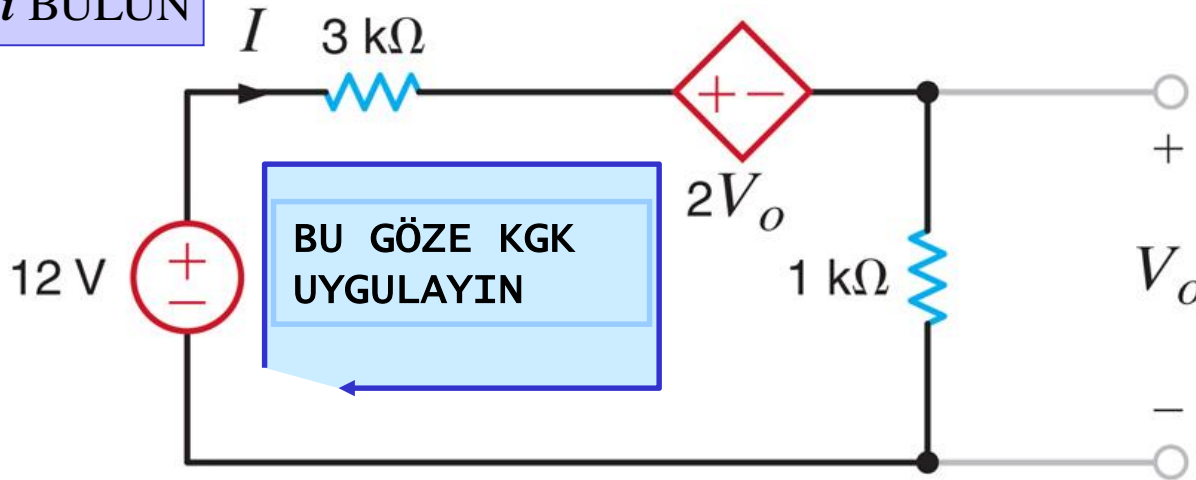 i BULUN
I
3 kΩ
+ −
2Vo
+
BU GÖZE KGK
UYGULAYIN
12 V
+
−
1 kΩ
Vo
−